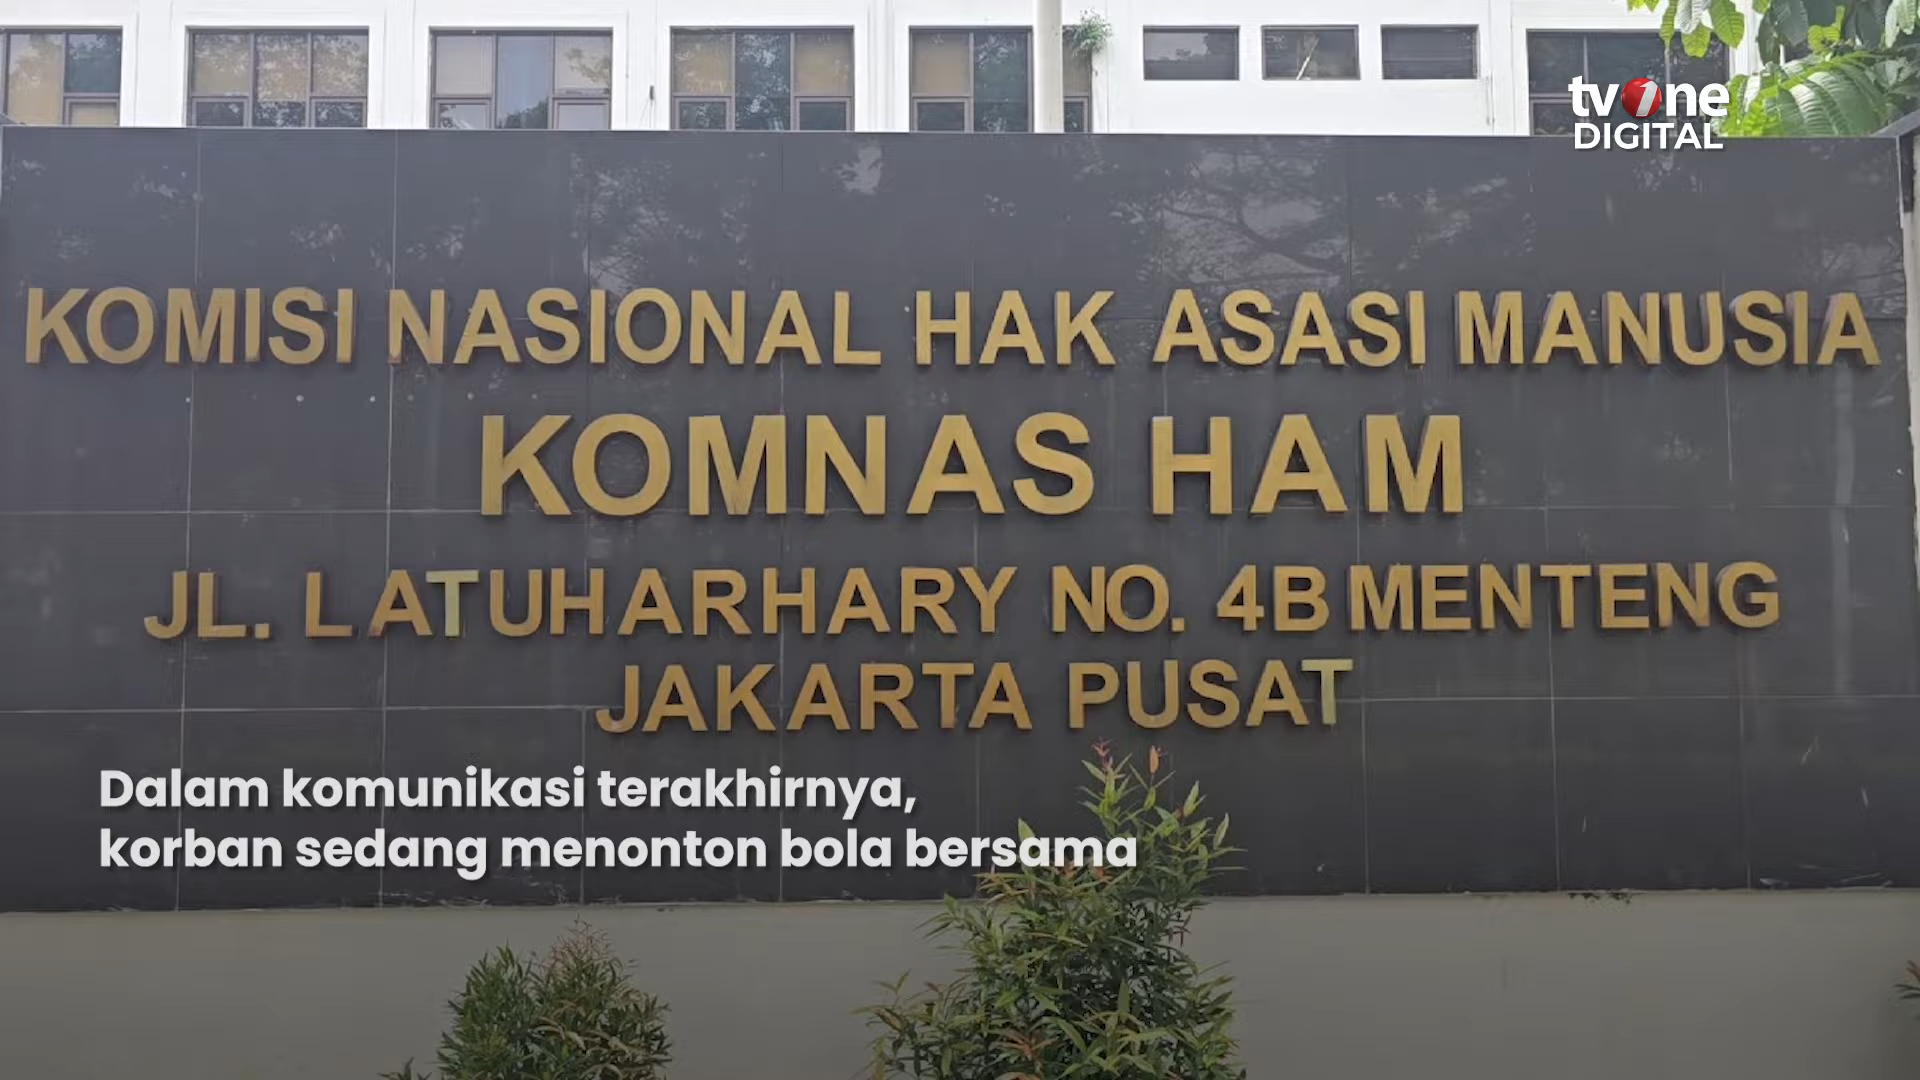 tvOne
DIGITAL
KOMISI NASIONAL HAK ASASI MANUSIA
KOMNAS HAM
JL. LATUHARHARY NO. 4B MENTENG
JAKARTA PUSAT
Dalam komunikasi terakhirnya,
korban sedang menonton bola bersama